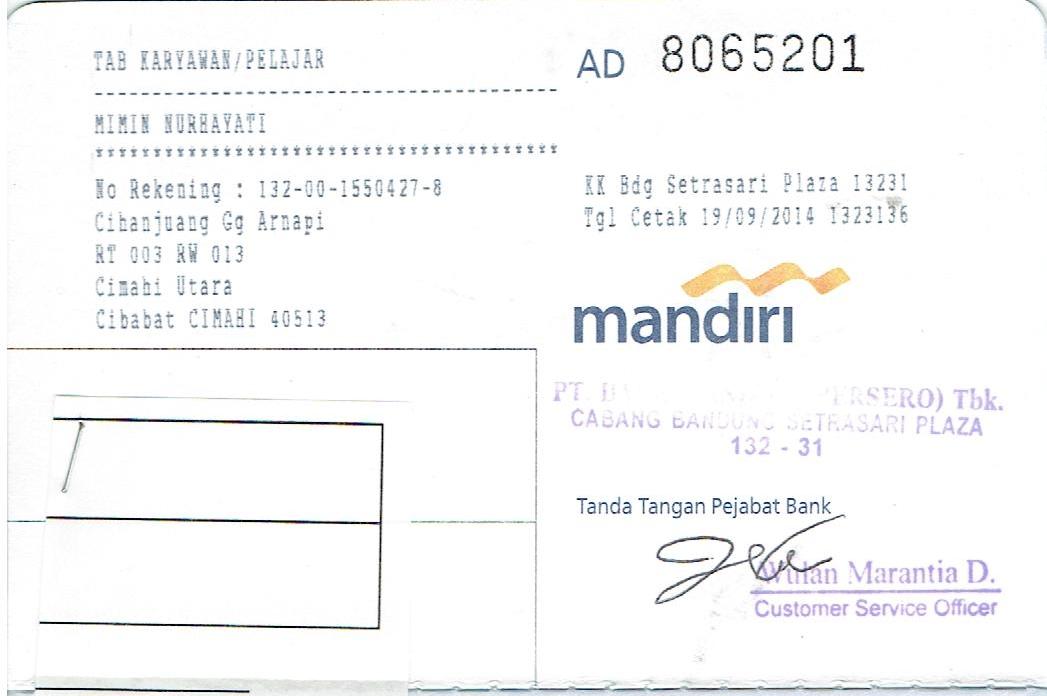 TAB KARYAWAN/PELAJAR
MIMIN NURHAYATI
No Rekening : 132-00-1550427-8
Cihanjuang Gg Arnapi
RT 003 RW 013
Cimahi Utara
Cibabat CIMAHI 40513
AD 8065201
KK Bdg Setrasari Plaza 13231
Tgl Cetak 19/09/2014 1323136
mandiri
PT. (PERSERO) Tbk.
CABANG BANDUNG SETRASARI PLAZA
132 - 31
Tanda Tangan Pejabat Bank
Wulan Marantia D.
Customer Service Officer